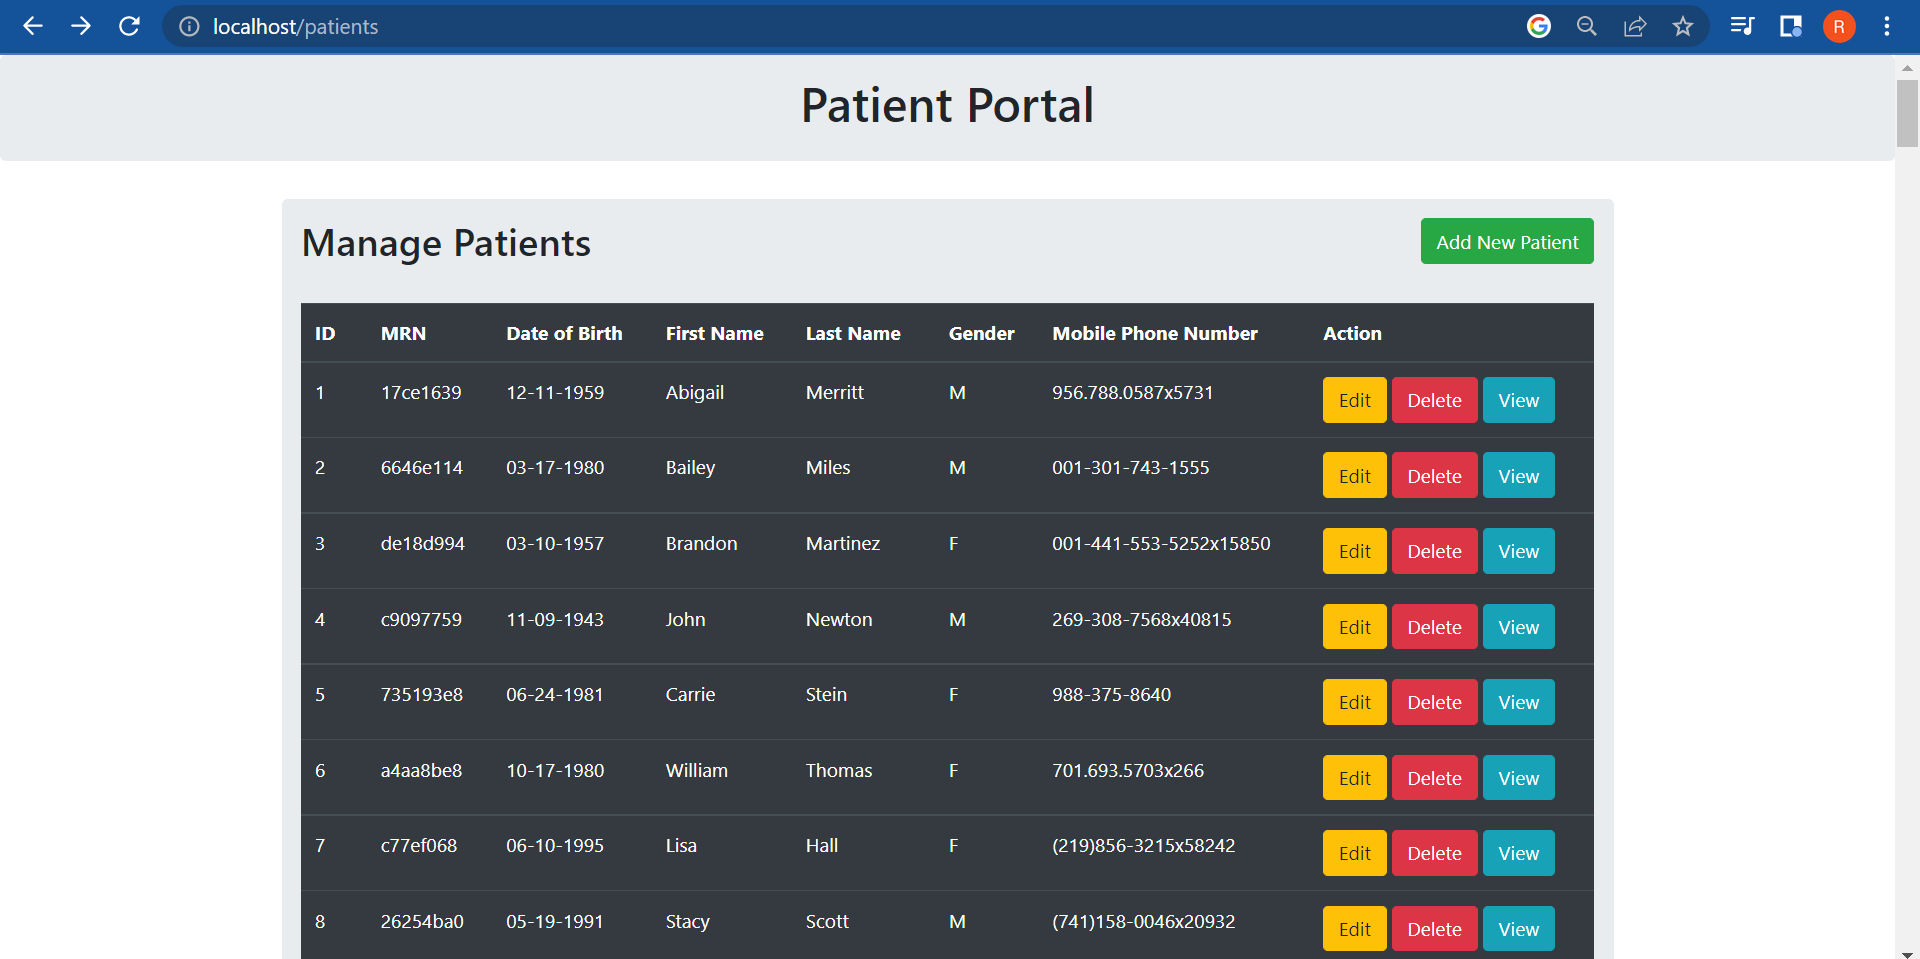 localhost/patients
R
Patient Portal
Manage Patients
Add New Patient
ID MRN Date of Birth First Name Last Name Gender Mobile Phone Number Action
1 17ce1639 12-11-1959 Abigail Merritt M 956.788.0587x5731 Edit Delete View
2 6646e114 03-17-1980 Bailey Miles M 001-301-743-1555 Edit Delete View
3 de18d994 03-10-1957 Brandon Martinez F 001-441-553-5252x15850 Edit Delete View
4 c9097759 11-09-1943 John Newton M 269-308-7568x40815 Edit Delete View
5 735193e8 06-24-1981 Carrie Stein F 988-375-8640 Edit Delete View
6 a4aa8be8 10-17-1980 William Thomas F 701.693.5703x266 Edit Delete View
7 c77ef068 06-10-1995 Lisa Hall F (219)856-3215x58242 Edit Delete View
8 26254ba0 05-19-1991 Stacy Scott M (741)158-0046x20932 Edit Delete View